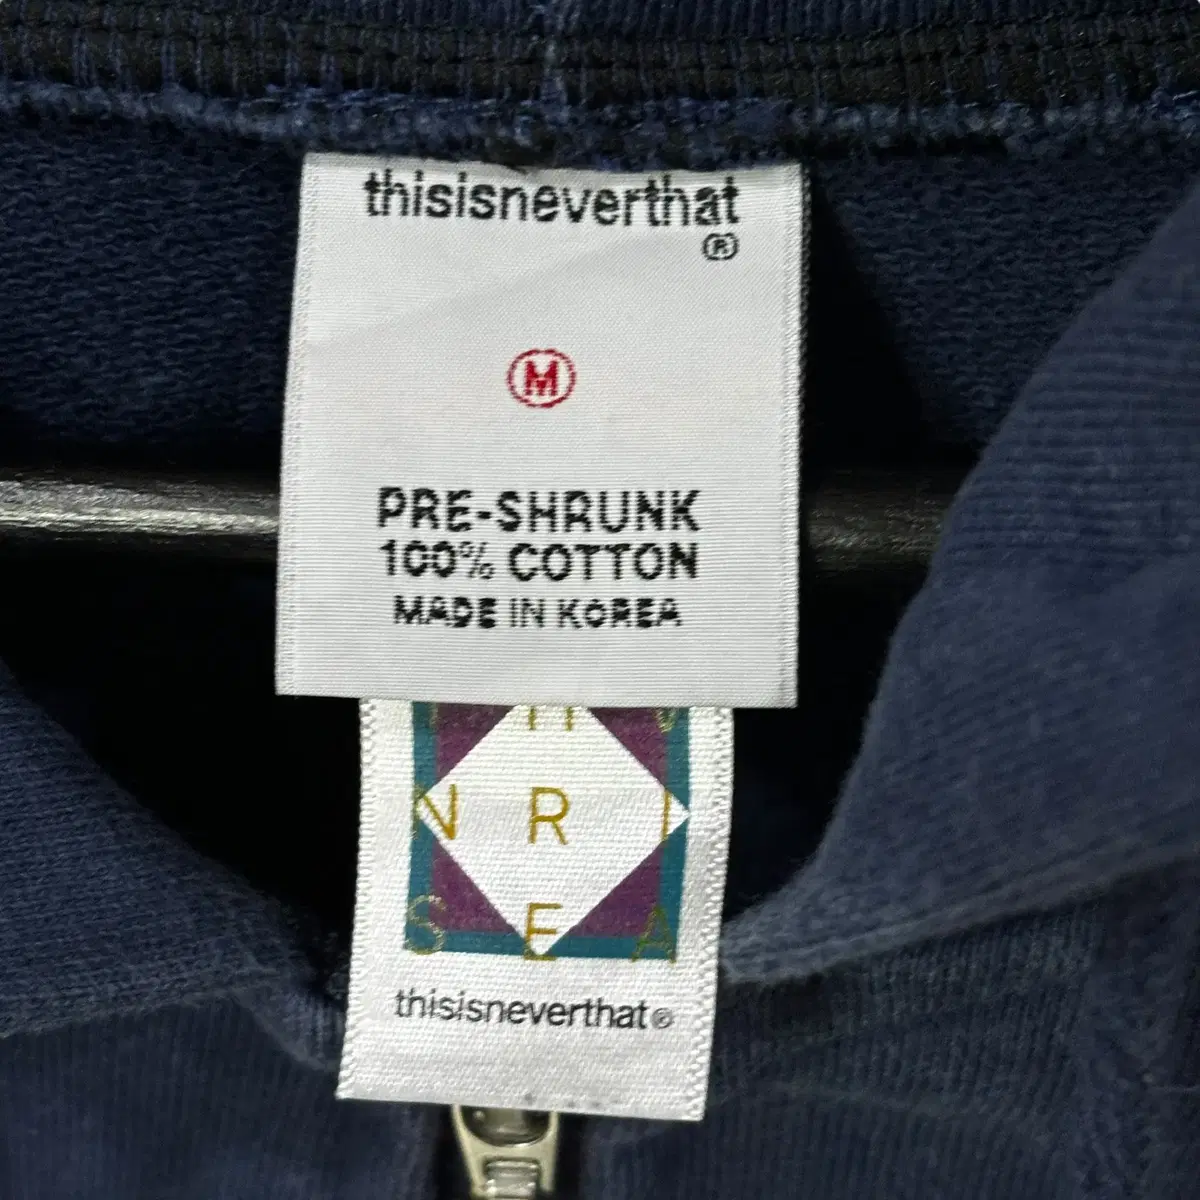 thisisneverthat
®
M
PRE-SHRUNK
100% COTTON
MADE IN KOREA
N R I
S E A
thisisneverthat®